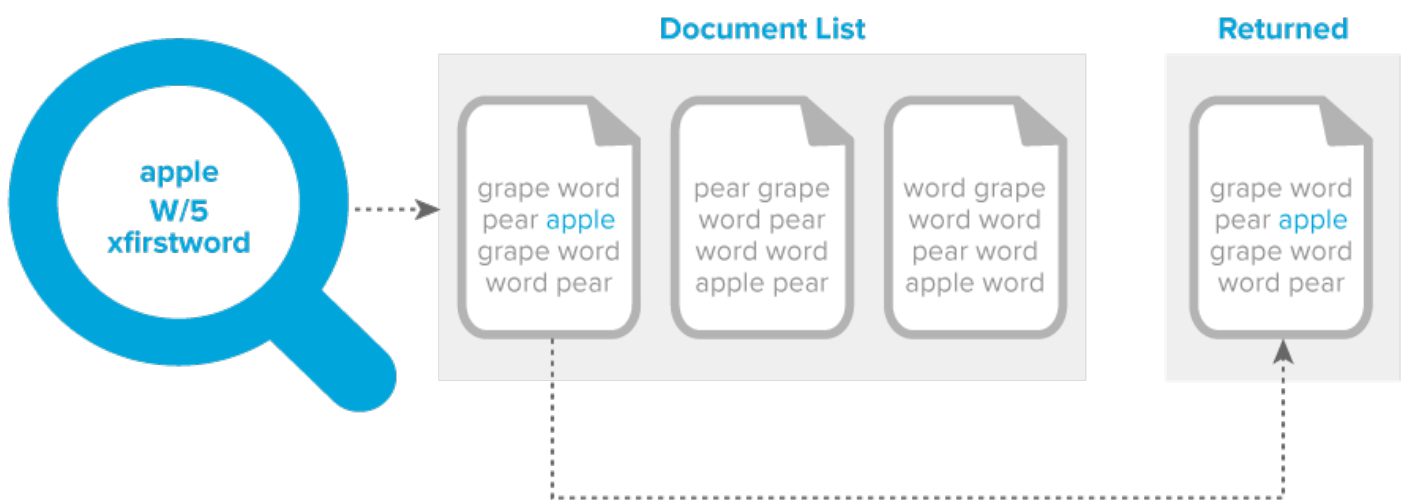 apple
W/5
xfirstword
Document List
grape word
pear apple
grape word
word pear
pear grape
word pear
word word
apple pear
word grape
word word
pear word
apple word
Returned
grape word
pear apple
grape word
word pear